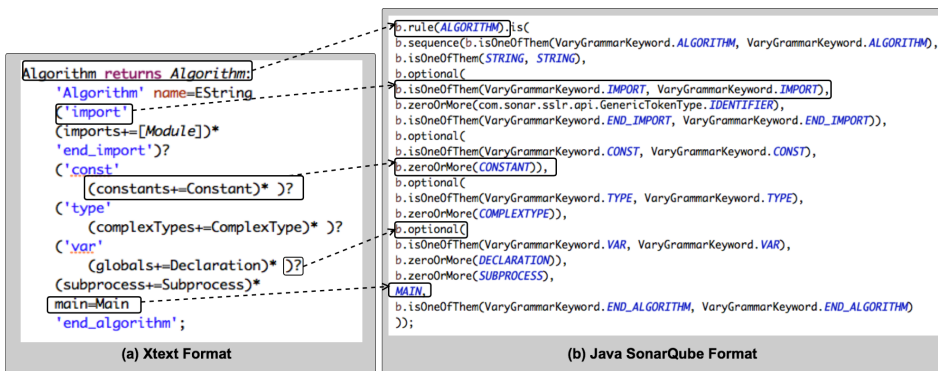 Algorithm returns Algorithm:
'Algorithm' name=EString
('import'
(imports+=[Module])*
'end_import')?
('const'
(constants+=Constant)* )?
('type'
(complexTypes+=ComplexType)* )?
('var'
(globals+=Declaration)* )?
(subprocess+=Subprocess)*
main=Main
'end_algorithm';
(a) Xtext Format
b.rule(ALGORITHM).is(
b.sequence(b.isOneOfThem(VaryGrammarKeyword.ALGORITHM, VaryGrammarKeyword.ALGORITHM),
b.isOneOfThem(STRING, STRING),
b.optional(
b.isOneOfThem(VaryGrammarKeyword.IMPORT, VaryGrammarKeyword.IMPORT),
b.zeroOrMore(com.sonar.sslr.api.GenericTokenType.IDENTIFIER),
b.isOneOfThem(VaryGrammarKeyword.END_IMPORT, VaryGrammarKeyword.END_IMPORT)),
b.optional(
b.isOneOfThem(VaryGrammarKeyword.CONST, VaryGrammarKeyword.CONST),
b.zeroOrMore(CONSTANT)),
b.optional(
b.isOneOfThem(VaryGrammarKeyword.TYPE, VaryGrammarKeyword.TYPE),
b.zeroOrMore(COMPLEXTYPE)),
b.optional(
b.isOneOfThem(VaryGrammarKeyword.VAR, VaryGrammarKeyword.VAR),
b.zeroOrMore(DECLARATION)),
b.zeroOrMore(SUBPROCESS),
MAIN,
b.isOneOfThem(VaryGrammarKeyword.END_ALGORITHM, VaryGrammarKeyword.END_ALGORITHM)
));
(b) Java SonarQube Format